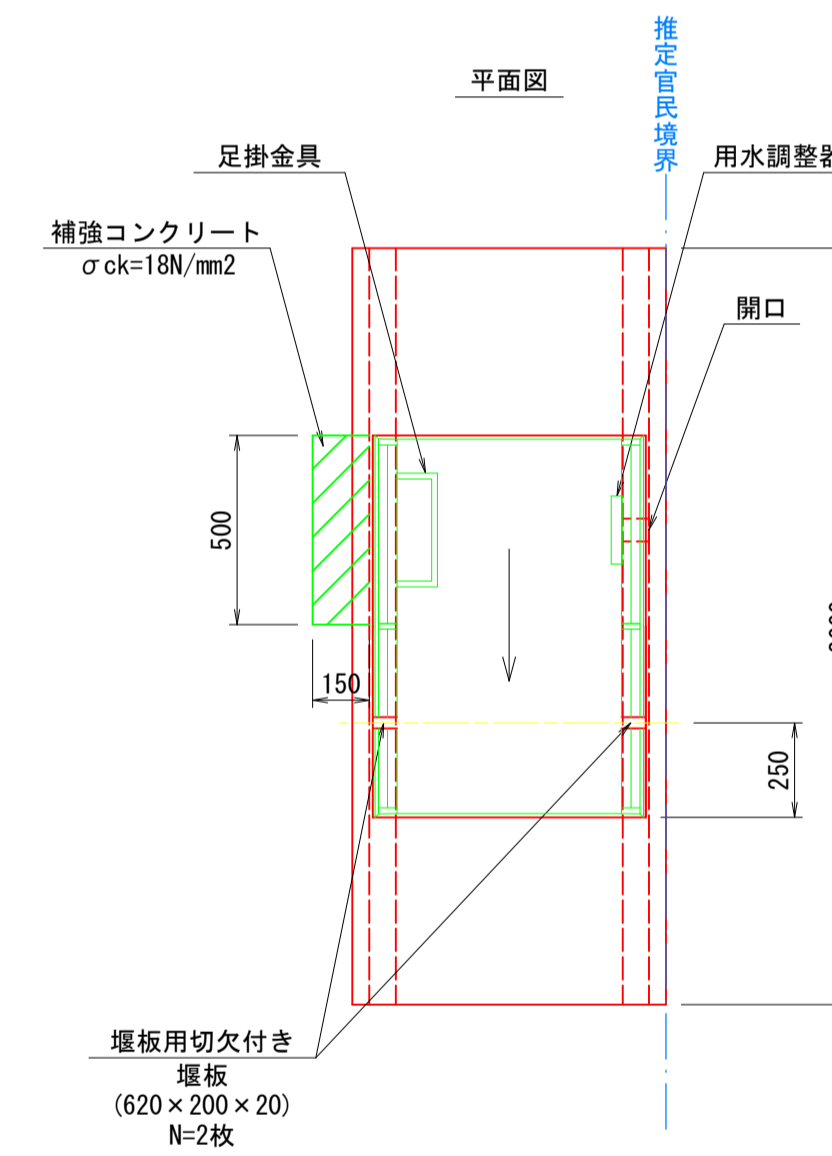 平面図
推定官民境界
足掛金具
用水調整器
補強コンクリート
σck=18N/mm2
開口
500
150
250
堰板用切欠付き
堰板
(620×200×20)
N=2枚